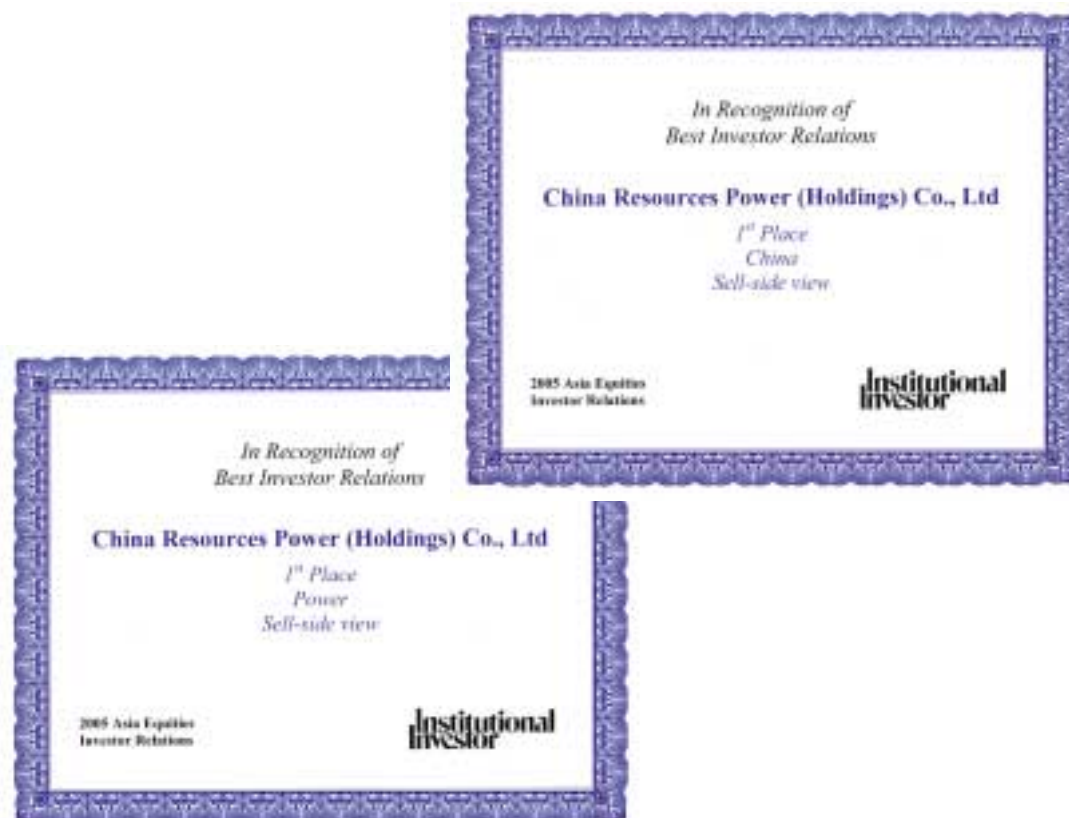 In Recognition of
Best Investor Relations
China Resources Power (Holdings) Co., Ltd
1st Place
China
Sell-side view
2005 Asia Equities
Investor Relations
Institutional
Investor
In Recognition of
Best Investor Relations
China Resources Power (Holdings) Co., Ltd
1st Place
Power
Sell-side view
2005 Asia Equities
Investor Relations
Institutional
Investor